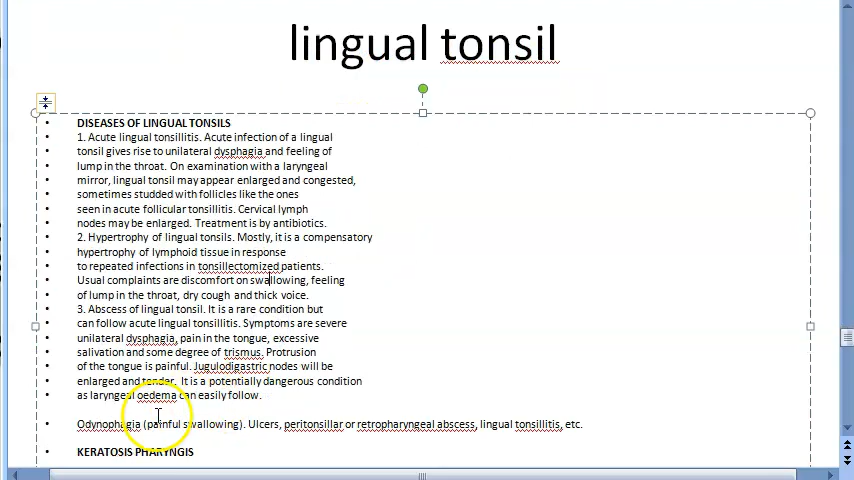 lingual tonsil
DISEASES OF LINGUAL TONSILS
1. Acute lingual tonsillitis. Acute infection of a lingual
tonsil gives rise to unilateral dysphagia and feeling of
lump in the throat. On examination with a laryngeal
mirror, lingual tonsil may appear enlarged and congested,
sometimes studded with follicles like the ones
seen in acute follicular tonsillitis. Cervical lymph
nodes may be enlarged. Treatment is by antibiotics.
2. Hypertrophy of lingual tonsils. Mostly, it is a compensatory
hypertrophy of lymphoid tissue in response
to repeated infections in tonsillectomized patients.
Usual complaints are discomfort on swallowing, feeling
of lump in the throat, dry cough and thick voice.
3. Abscess of lingual tonsil. It is a rare condition but
can follow acute lingual tonsillitis. Symptoms are severe
unilateral dysphagia, pain in the tongue, excessive
salivation and some degree of trismus. Protrusion
of the tongue is painful. Jugulodigastric nodes will be
enlarged and tender. It is a potentially dangerous condition
as laryngeal oedema can easily follow.
Odynophagia (painful swallowing). Ulcers, peritonsillar or retropharyngeal abscess, lingual tonsillitis, etc.
KERATOSIS PHARYNGIS